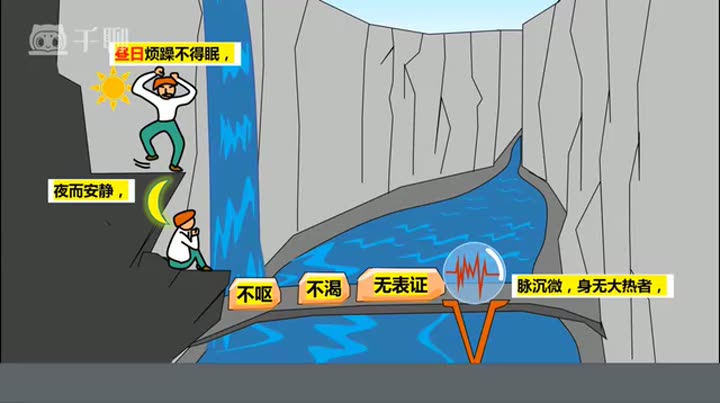 千聊
昼日烦躁不得眠，
夜而安静，
不呕
不渴
无表证
脉沉微，身无大热者，